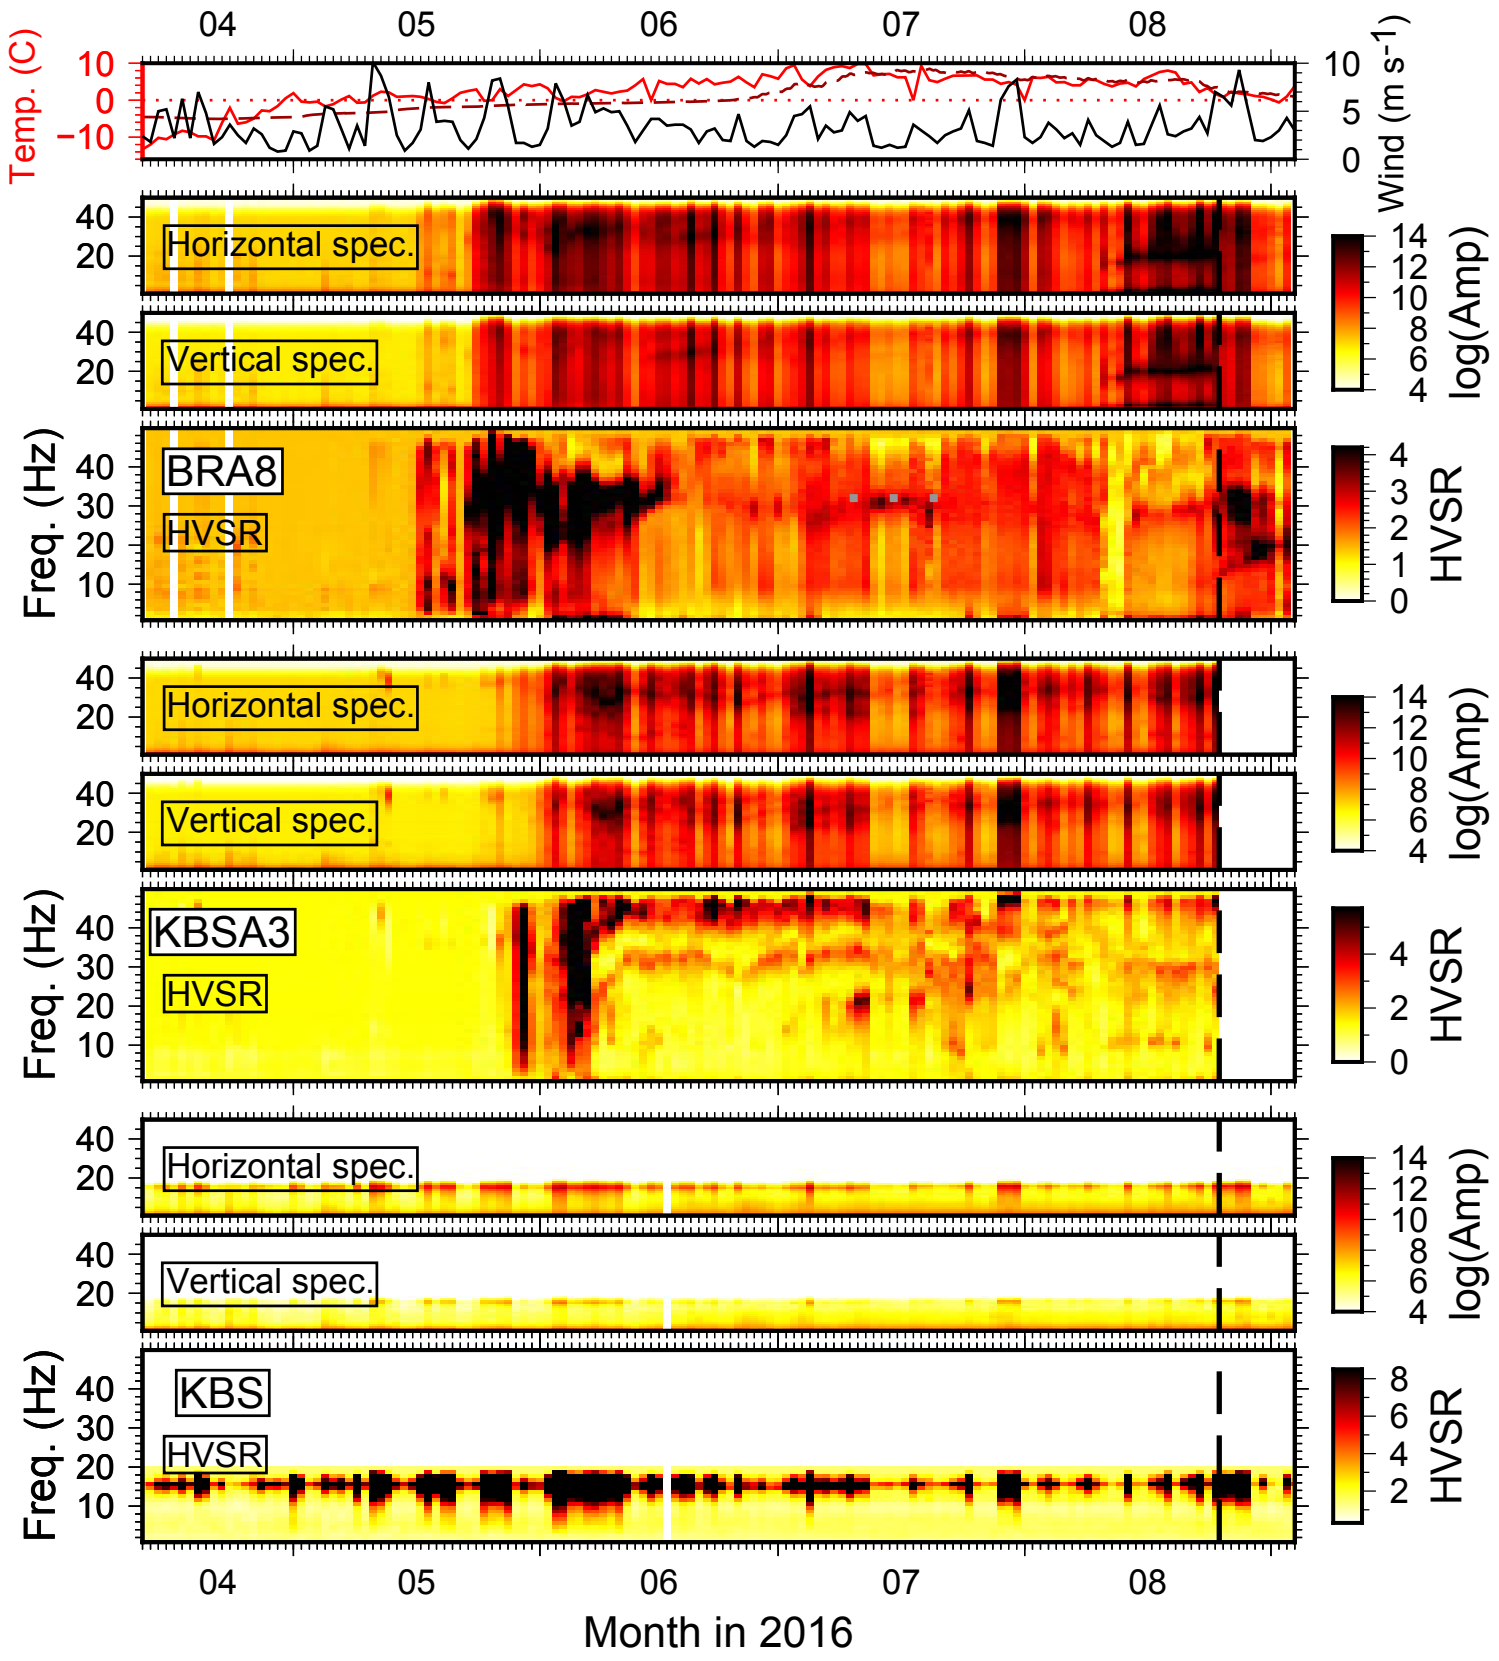 04 05 06 07 08
Temp. (C)
10
0
−10
10
5
0
Wind (m s-1)
40
20
Horizontal spec.
40
20
Vertical spec.
14
12
10
8
6
4
log(Amp)
Freq. (Hz)
40
30
20
10
BRA8
HVSR
4
3
2
1
0
HVSR
40
20
Horizontal spec.
40
20
Vertical spec.
14
12
10
8
6
4
log(Amp)
Freq. (Hz)
40
30
20
10
KBSA3
HVSR
4
2
0
HVSR
40
20
Horizontal spec.
40
20
Vertical spec.
14
12
10
8
6
4
log(Amp)
Freq. (Hz)
40
30
20
10
KBS
HVSR
8
6
4
2
HVSR
04 05 06 07 08
Month in 2016